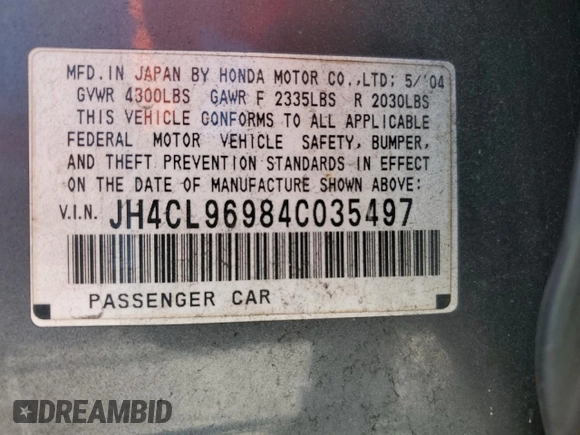 MFD.IN JAPAN BY HONDA MOTOR CO.,LTD; 5/'04
GVWR 4300LBS GAWR F 2335LBS R 2030LBS
THIS VEHICLE CONFORMS TO ALL APPLICABLE
FEDERAL MOTOR VEHICLE SAFETY, BUMPER,
AND THEFT PREVENTION STANDARDS IN EFFECT
ON THE DATE OF MANUFACTURE SHOWN ABOVE:
V.I.N. JH4CL96984C035497
PASSENGER CAR
DREAMBID